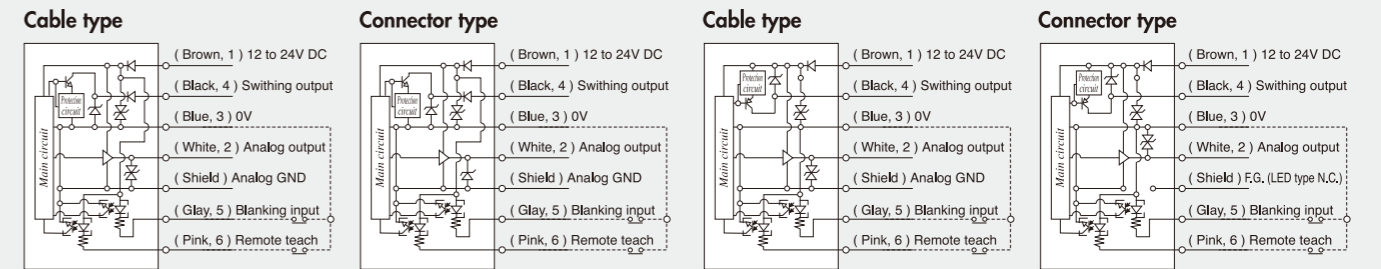 Cable type
Main circuit
Protection circuit
( Brown, 1 ) 12 to 24V DC
( Black, 4 ) Swithing output
( Blue, 3 ) 0V
( White, 2 ) Analog output
( Shield ) Analog GND
( Glay, 5 ) Blanking input
( Pink, 6 ) Remote teach
Connector type
Main circuit
Protection circuit
( Brown, 1 ) 12 to 24V DC
( Black, 4 ) Swithing output
( Blue, 3 ) 0V
( White, 2 ) Analog output
( Shield ) Analog GND
( Glay, 5 ) Blanking input
( Pink, 6 ) Remote teach
Cable type
Main circuit
Protection circuit
( Brown, 1 ) 12 to 24V DC
( Black, 4 ) Swithing output
( Blue, 3 ) 0V
( White, 2 ) Analog output
( Shield ) Analog GND
( Glay, 5 ) Blanking input
( Pink, 6 ) Remote teach
Connector type
Main circuit
Protection circuit
( Brown, 1 ) 12 to 24V DC
( Black, 4 ) Swithing output
( Blue, 3 ) 0V
( White, 2 ) Analog output
( Shield ) F.G. (LED type N.C.)
( Glay, 5 ) Blanking input
( Pink, 6 ) Remote teach